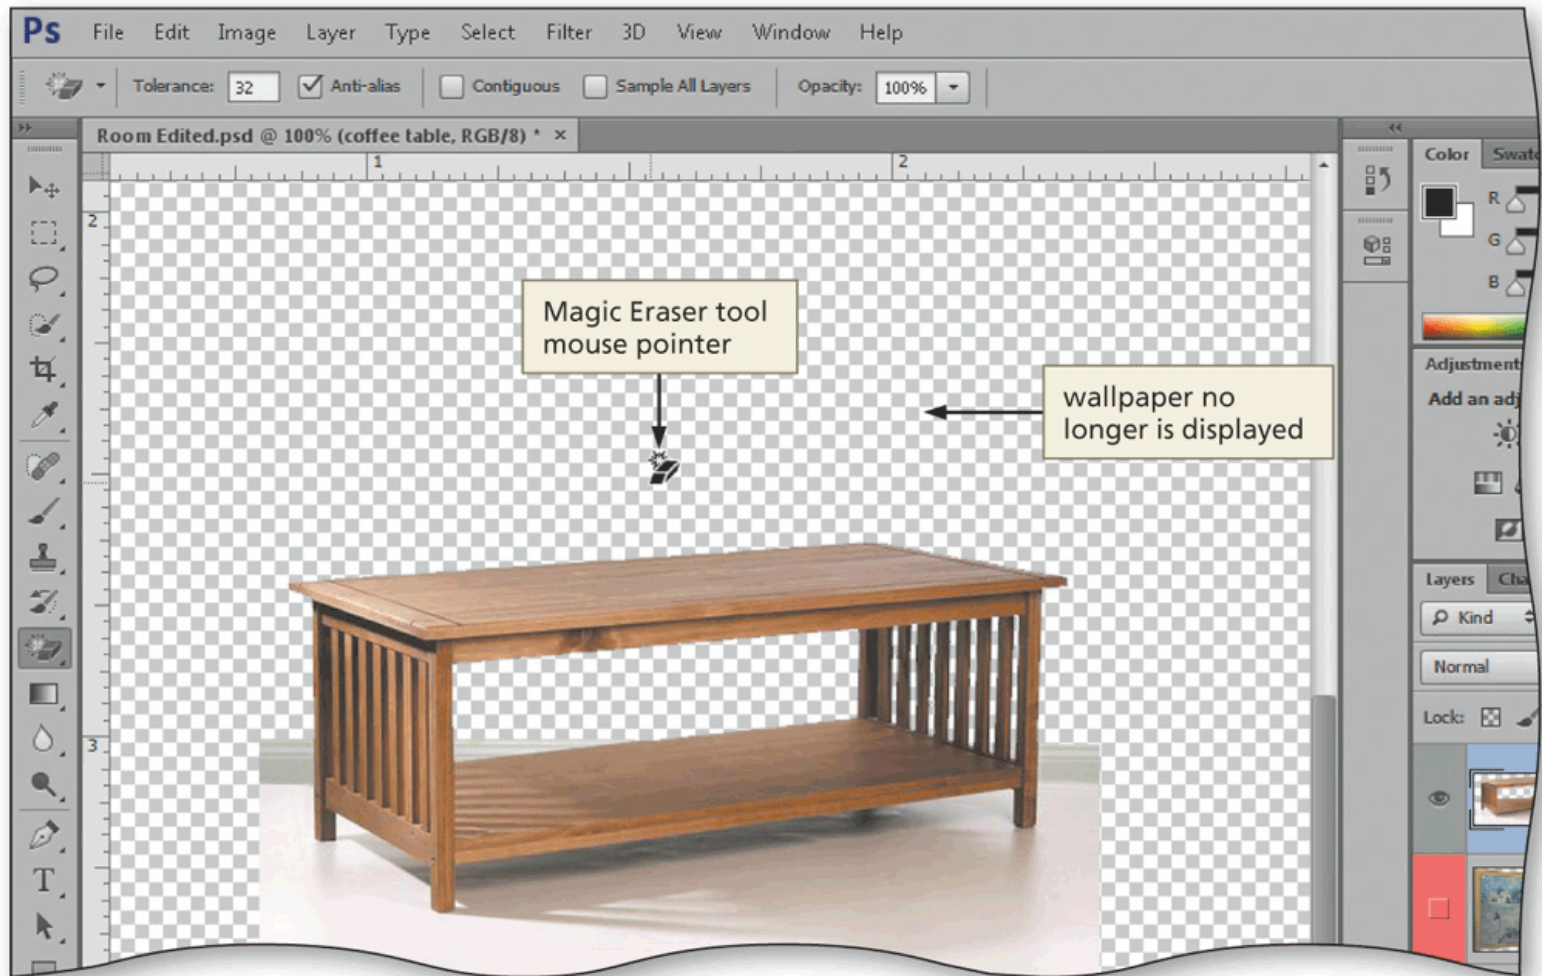 Ps File Edit Image Layer Type Select Filter 3D View Window Help
Tolerance: 32 Anti-alias Contiguous Sample All Layers Opacity: 100%
Room Edited.psd @ 100% (coffee table, RGB/8) * ×
1 2
2
3
Magic Eraser tool
mouse pointer
wallpaper no
longer is displayed
Color
R
G
B
Add an
Layers
Kind
Normal
Lock:
T